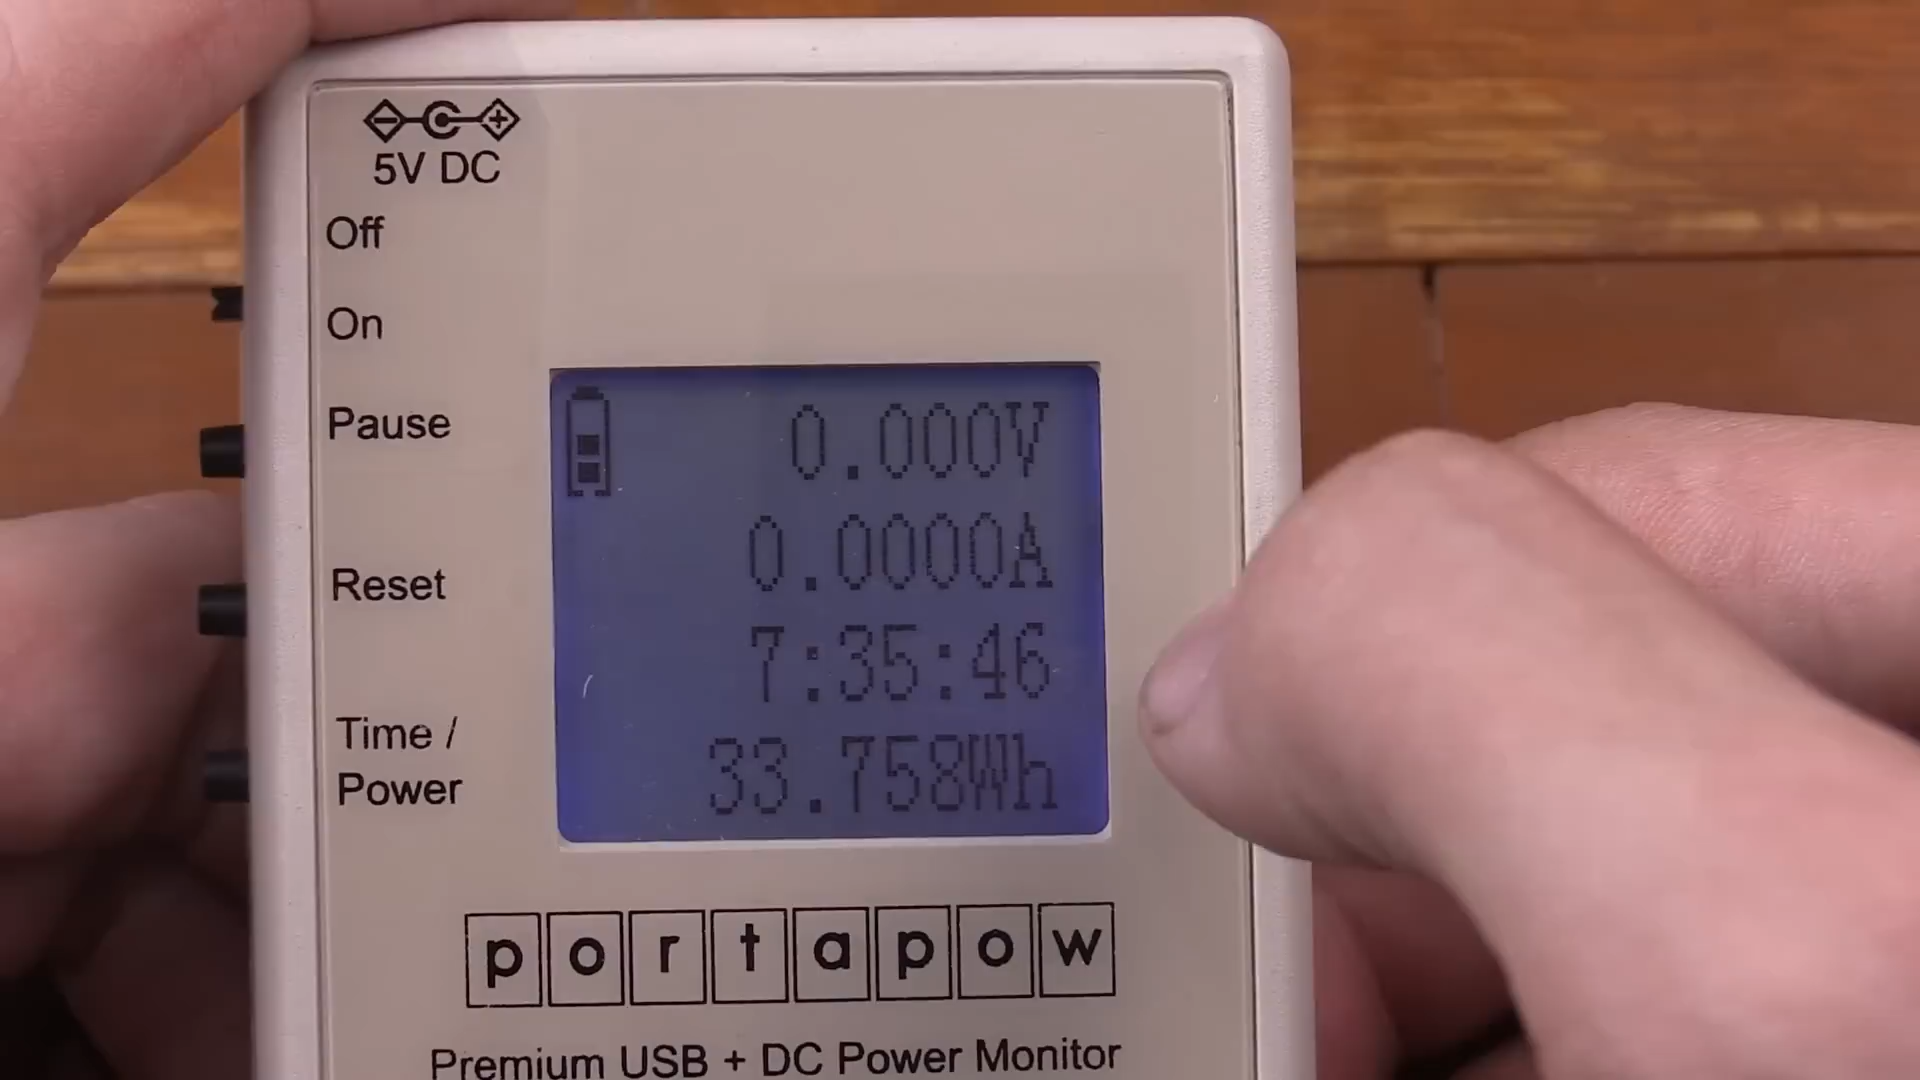 5V DC
Off
On
Pause
Reset
Time /
Power
0.000V
0.0000A
7:35:46
33.758Wh
portapow
Premium USB + DC Power Monitor